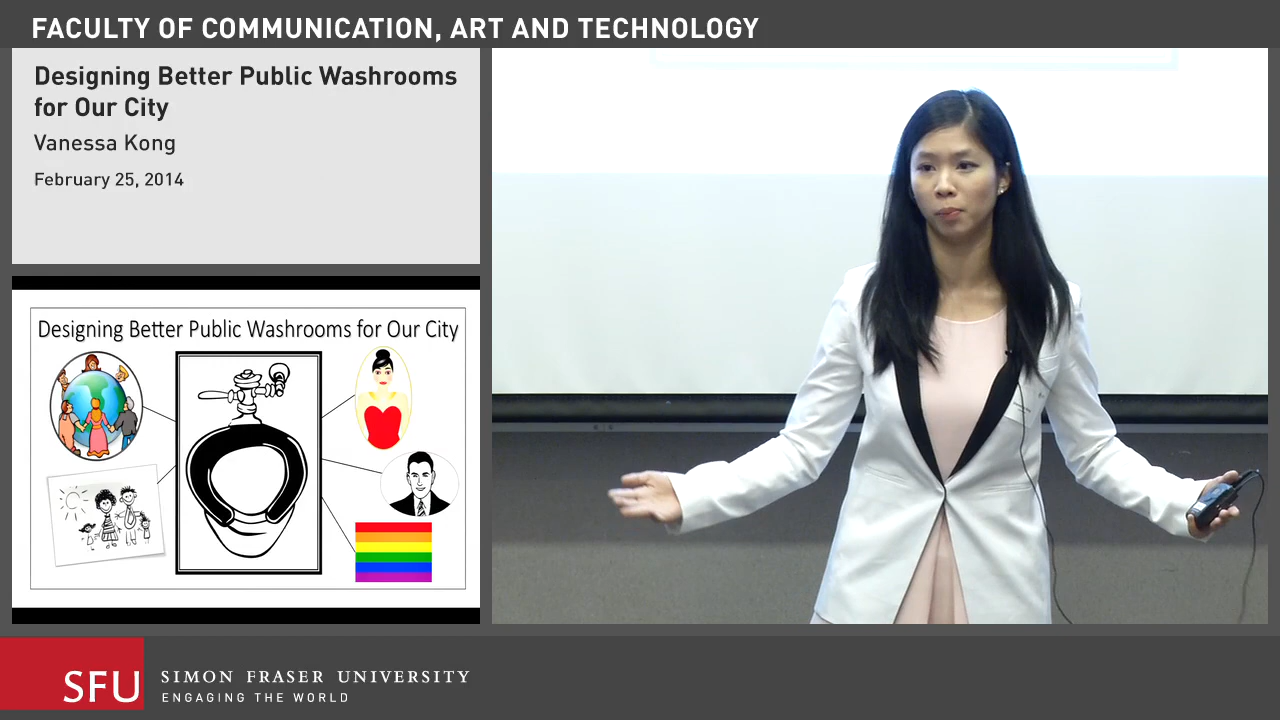 FACULTY OF COMMUNICATION, ART AND TECHNOLOGY
Designing Better Public Washrooms
for Our City
Vanessa Kong
February 25, 2014
Designing Better Public Washrooms for Our City
SFU
SIMON FRASER UNIVERSITY
ENGAGING THE WORLD